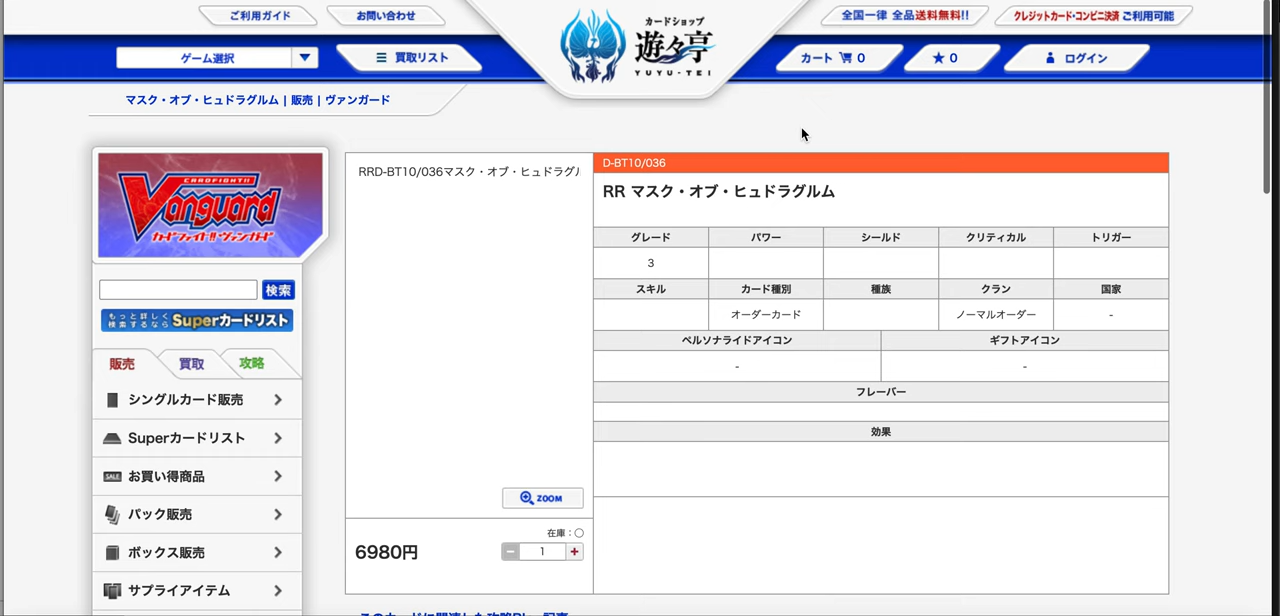 ご利用ガイド
お問い合わせ
カードショップ
遊々亭
YUYU-TEI
全国一律 全品送料無料!!
クレジットカード・コンビニ決済 ご利用可能
ゲーム選択
買取リスト
カート 0
★ 0
ログイン
マスク・オブ・ヒュドラグルム | 販売 | ヴァンガード
CARDFIGHT!!
Vanguard
カードファイト!! ヴァンガード
検索
もっと詳しく
検索するなら
Superカードリスト
販売
買取
攻略
シングルカード販売
Superカードリスト
SALE お買い得商品
パック販売
ボックス販売
サプライアイテム
RRD-BT10/036マスク・オブ・ヒュドラグル
ZOOM
在庫：〇
6980円
− 1 +
D-BT10/036
RR マスク・オブ・ヒュドラグルム
グレード パワー シールド クリティカル トリガー
3
スキル カード種別 種族 クラン 国家
オーダーカード ノーマルオーダー -
ペルソナライドアイコン ギフトアイコン
- -
フレーバー
効果